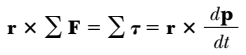 r × ∑ F = ∑ τ = r × dp/dt